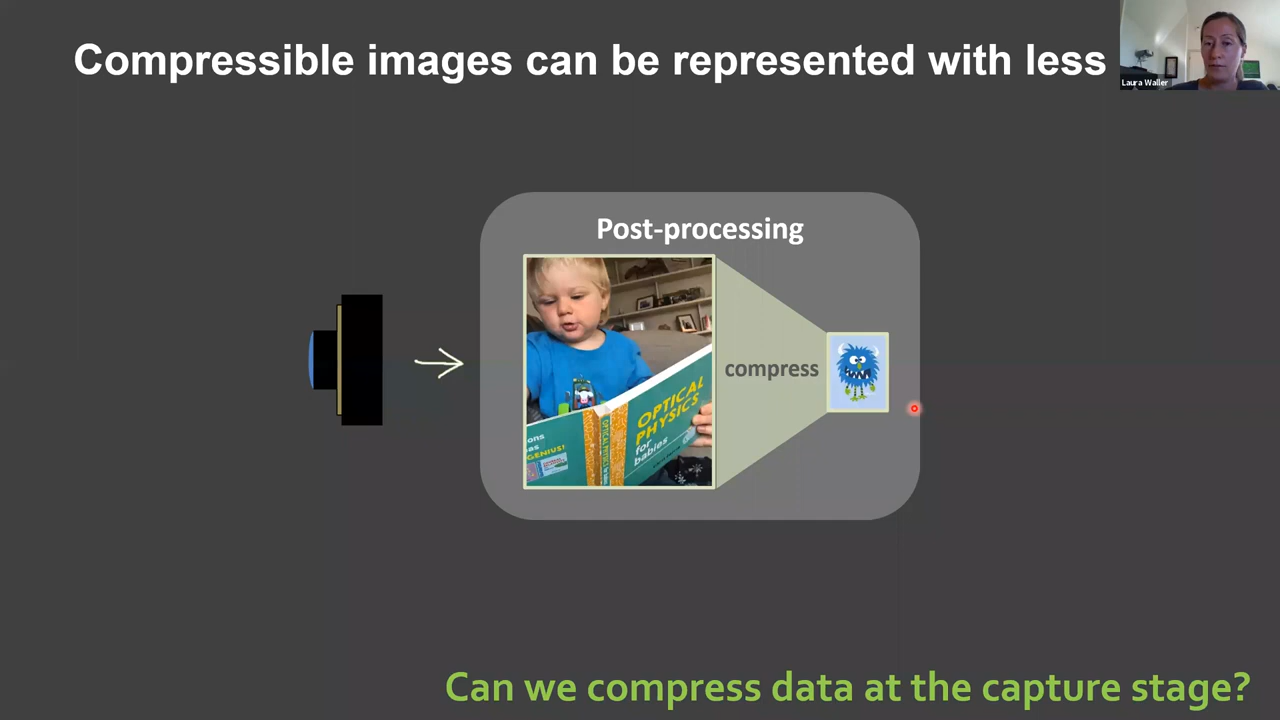 Compressible images can be represented with less
Laura Waller
Post-processing
compress
OPTICAL
PHYSICS
for
babies
GENIUS!
Can we compress data at the capture stage?